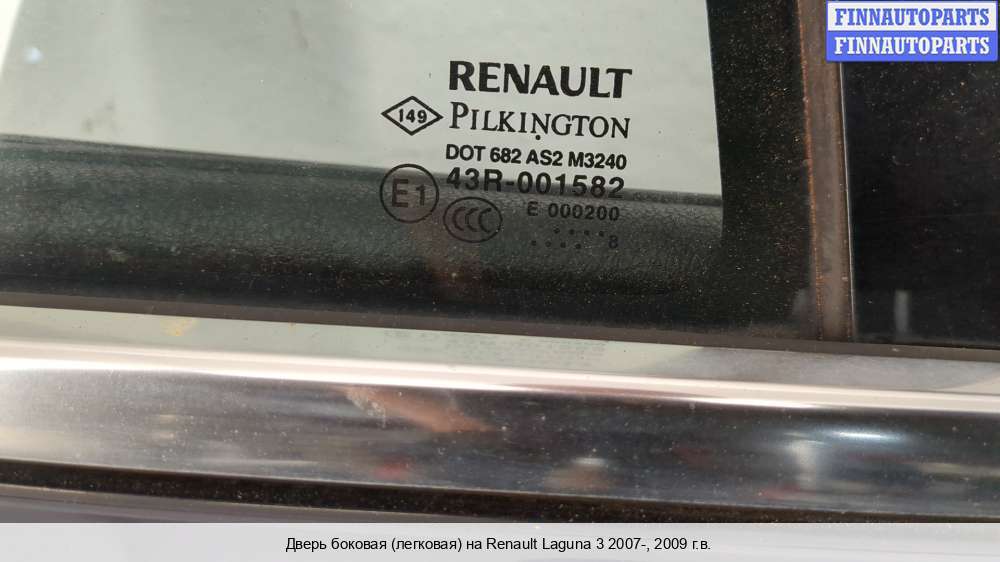 FINNAUTOPARTS
FINNAUTOPARTS
RENAULT
149 PILKINGTON
DOT 682 AS2 M3240
E1 43R-001582
CCC E 000200
.... 8
Дверь боковая (легковая) на Renault Laguna 3 2007-, 2009 г.в.